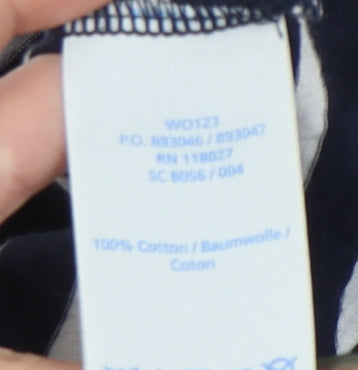 WO123
P.O. 893046 / 893047
RN 118027
SC 8056 / 004
100% Cotton / Baumwolle /
Coton